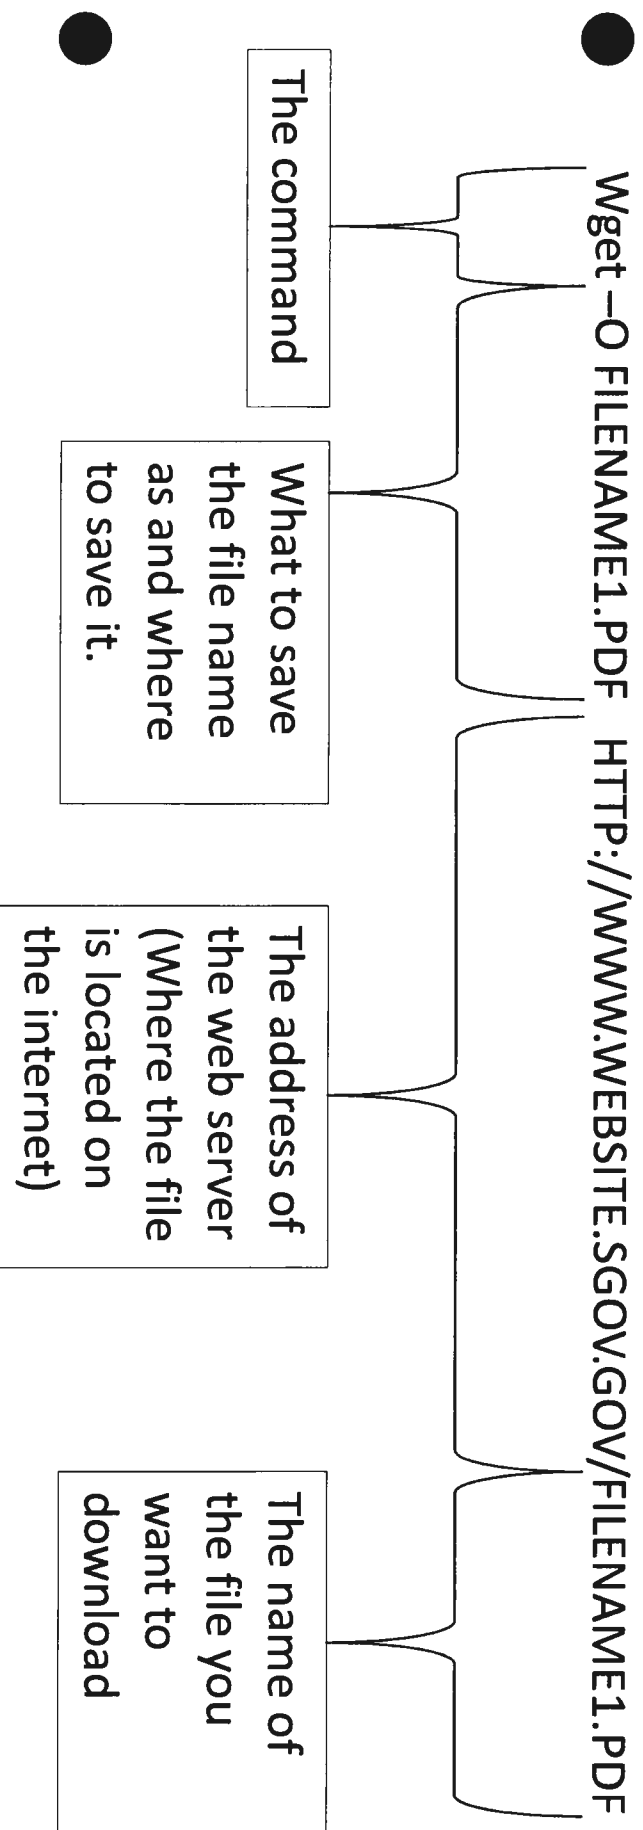 Wget –O FILENAME1.PDF HTTP://WWW.WEBSITE.SGOV.GOV/FILENAME1.PDF
The command
What to save
the file name
as and where
to save it.
The address of
the web server
(Where the file
is located on
the internet)
The name of
the file you
want to
download